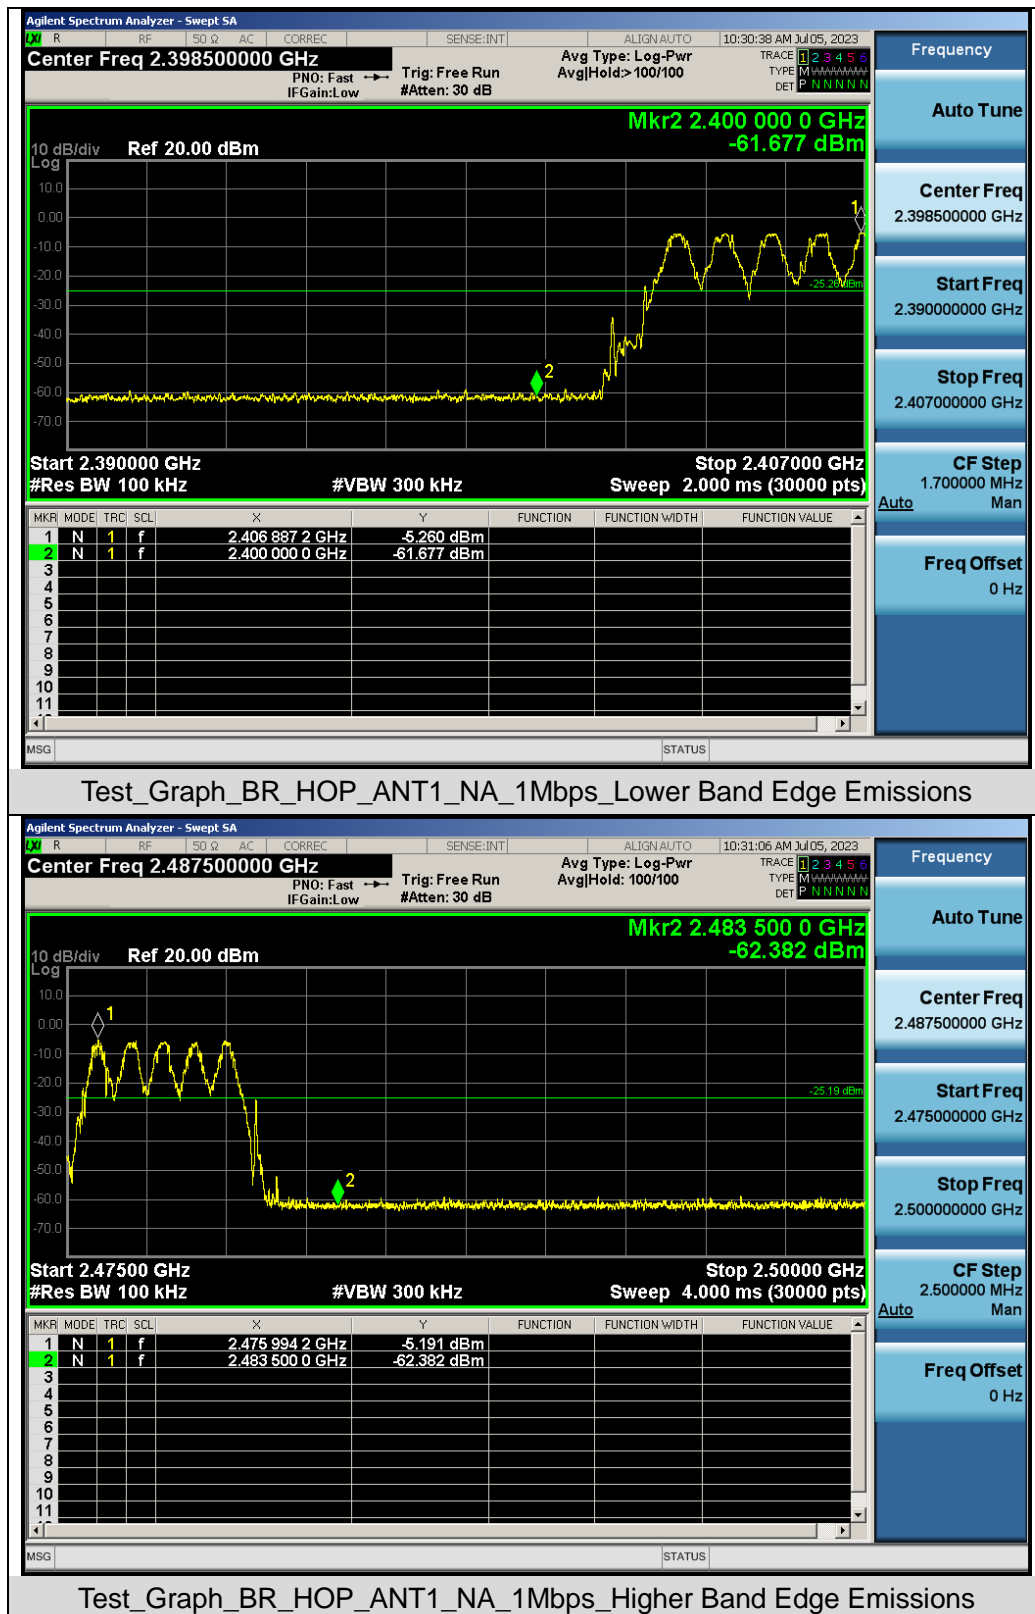 Agilent Spectrum Analyzer - Swept SA
LXI R RF 50 Ω AC CORREC SENSE:INT ALIGN AUTO 10:30:38 AM Jul 05, 2023
Center Freq 2.398500000 GHz
PNO: Fast Trig: Free Run Avg Type: Log-Pwr TRACE 1 2 3 4 5 6
IFGain:Low #Atten: 30 dB Avg|Hold:>100/100 TYPE M
DET P N N N N N
Mkr2 2.400 000 0 GHz
-61.677 dBm
10 dB/div Ref 20.00 dBm
Log
10.0
0.00
-10.0
-20.0
-30.0
-40.0
-50.0
-60.0
-70.0
1
2
-25.26 dBm
Start 2.390000 GHz Stop 2.407000 GHz
#Res BW 100 kHz #VBW 300 kHz Sweep 2.000 ms (30000 pts)
MKR MODE TRC SCL X Y FUNCTION FUNCTION WIDTH FUNCTION VALUE
1 N 1 f 2.406 887 2 GHz -5.260 dBm
2 N 1 f 2.400 000 0 GHz -61.677 dBm
3
4
5
6
7
8
9
10
11
MSG STATUS
Frequency
Auto Tune
Center Freq
2.398500000 GHz
Start Freq
2.390000000 GHz
Stop Freq
2.407000000 GHz
CF Step
1.700000 MHz
Auto Man
Freq Offset
0 Hz
Test_Graph_BR_HOP_ANT1_NA_1Mbps_Lower Band Edge Emissions
Agilent Spectrum Analyzer - Swept SA
LXI R RF 50 Ω AC CORREC SENSE:INT ALIGN AUTO 10:31:06 AM Jul 05, 2023
Center Freq 2.487500000 GHz
PNO: Fast Trig: Free Run Avg Type: Log-Pwr TRACE 1 2 3 4 5 6
IFGain:Low #Atten: 30 dB Avg|Hold: 100/100 TYPE M
DET P N N N N N
Mkr2 2.483 500 0 GHz
-62.382 dBm
10 dB/div Ref 20.00 dBm
Log
10.0
0.00
-10.0
-20.0
-30.0
-40.0
-50.0
-60.0
-70.0
1
2
-25.19 dBm
Start 2.47500 GHz Stop 2.50000 GHz
#Res BW 100 kHz #VBW 300 kHz Sweep 4.000 ms (30000 pts)
MKR MODE TRC SCL X Y FUNCTION FUNCTION WIDTH FUNCTION VALUE
1 N 1 f 2.475 994 2 GHz -5.191 dBm
2 N 1 f 2.483 500 0 GHz -62.382 dBm
3
4
5
6
7
8
9
10
11
MSG STATUS
Frequency
Auto Tune
Center Freq
2.487500000 GHz
Start Freq
2.475000000 GHz
Stop Freq
2.500000000 GHz
CF Step
2.500000 MHz
Auto Man
Freq Offset
0 Hz
Test_Graph_BR_HOP_ANT1_NA_1Mbps_Higher Band Edge Emissions